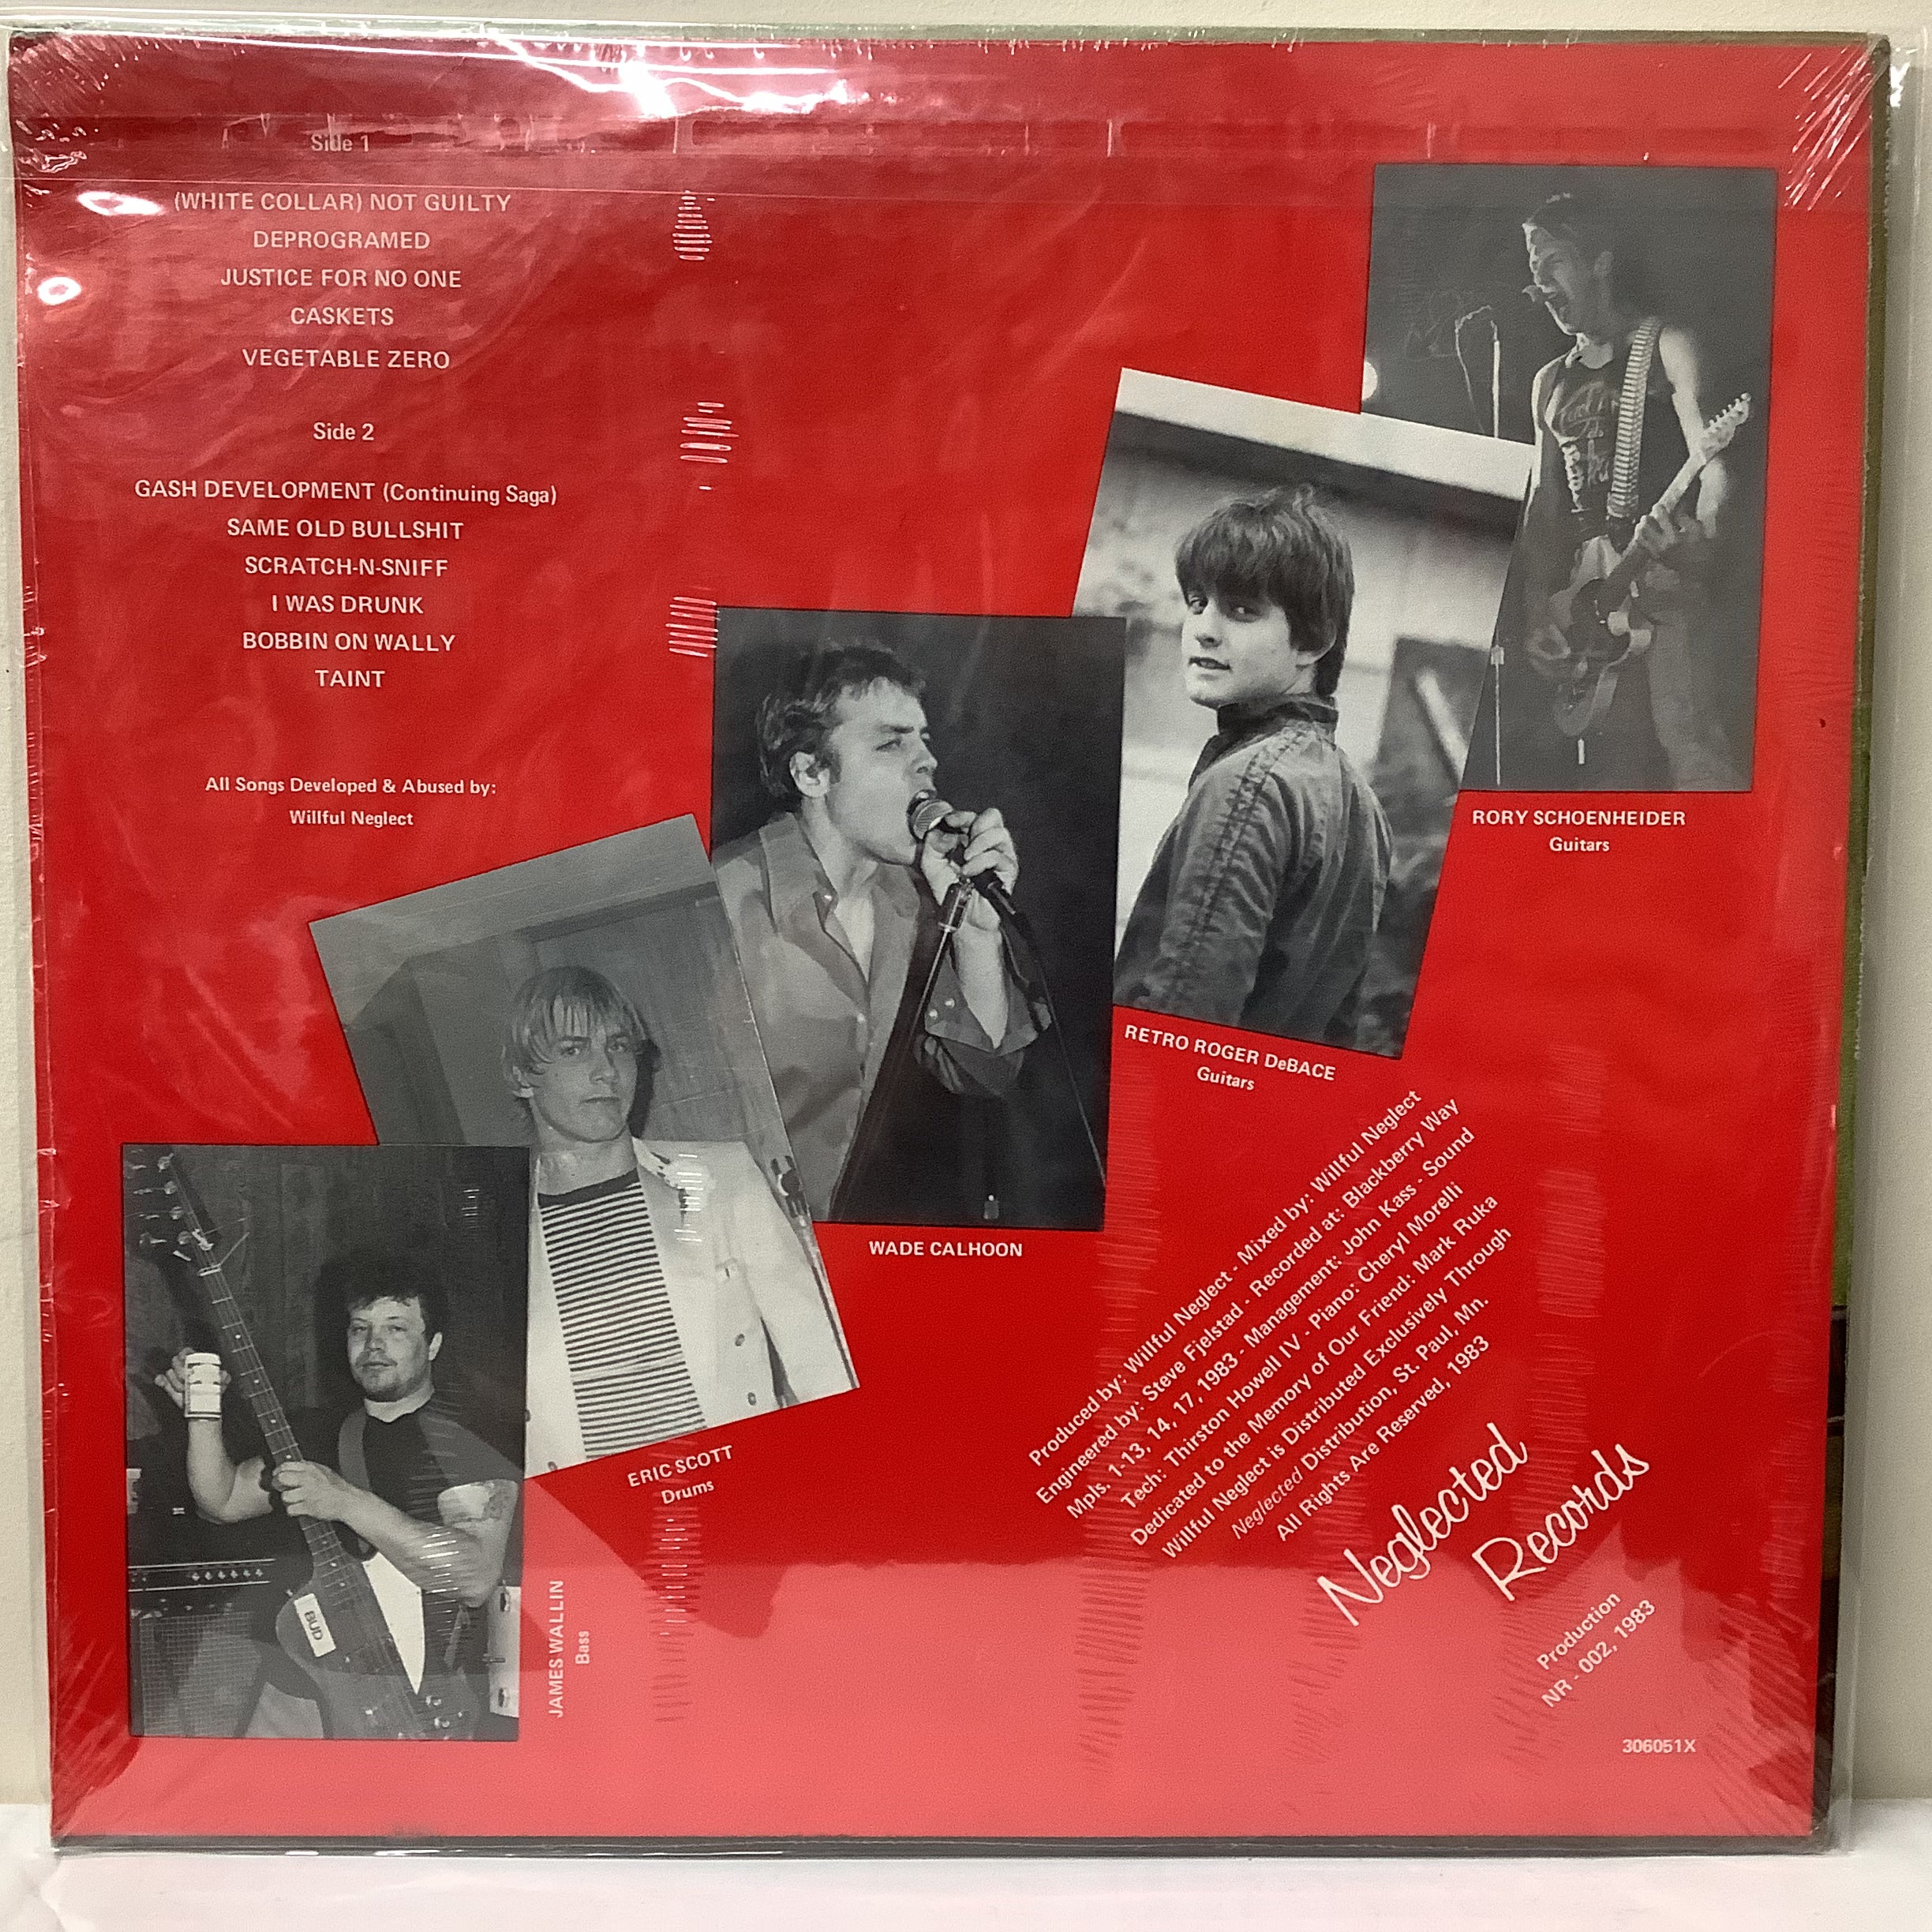 Side 1
(WHITE COLLAR) NOT GUILTY
DEPROGRAMED
JUSTICE FOR NO ONE
CASKETS
VEGETABLE ZERO
Side 2
GASH DEVELOPMENT (Continuing Saga)
SAME OLD BULLSHIT
SCRATCH-N-SNIFF
I WAS DRUNK
BOBBIN ON WALLY
TAINT
All Songs Developed & Abused by:
Willful Neglect
RORY SCHOENHEIDER
Guitars
RETRO ROGER DeBACE
Guitars
WADE CALHOON
ERIC SCOTT
Drums
BUD
JAMES WALLIN
Bass
Produced by: Willful Neglect - Mixed by: Willful Neglect
Engineered by: Steve Fjelstad - Recorded at: Blackberry Way
Mpls. 1-13, 14, 17, 1983 - Management: John Kass - Sound
Tech: Thirston Howell IV - Piano: Cheryl Morelli
Dedicated to the Memory of Our Friend: Mark Ruka
Willful Neglect is Distributed Exclusively Through
Neglected Distribution, St. Paul, Mn.
All Rights Are Reserved, 1983
Neglected
Records
Production
NR - 002, 1983
306051X